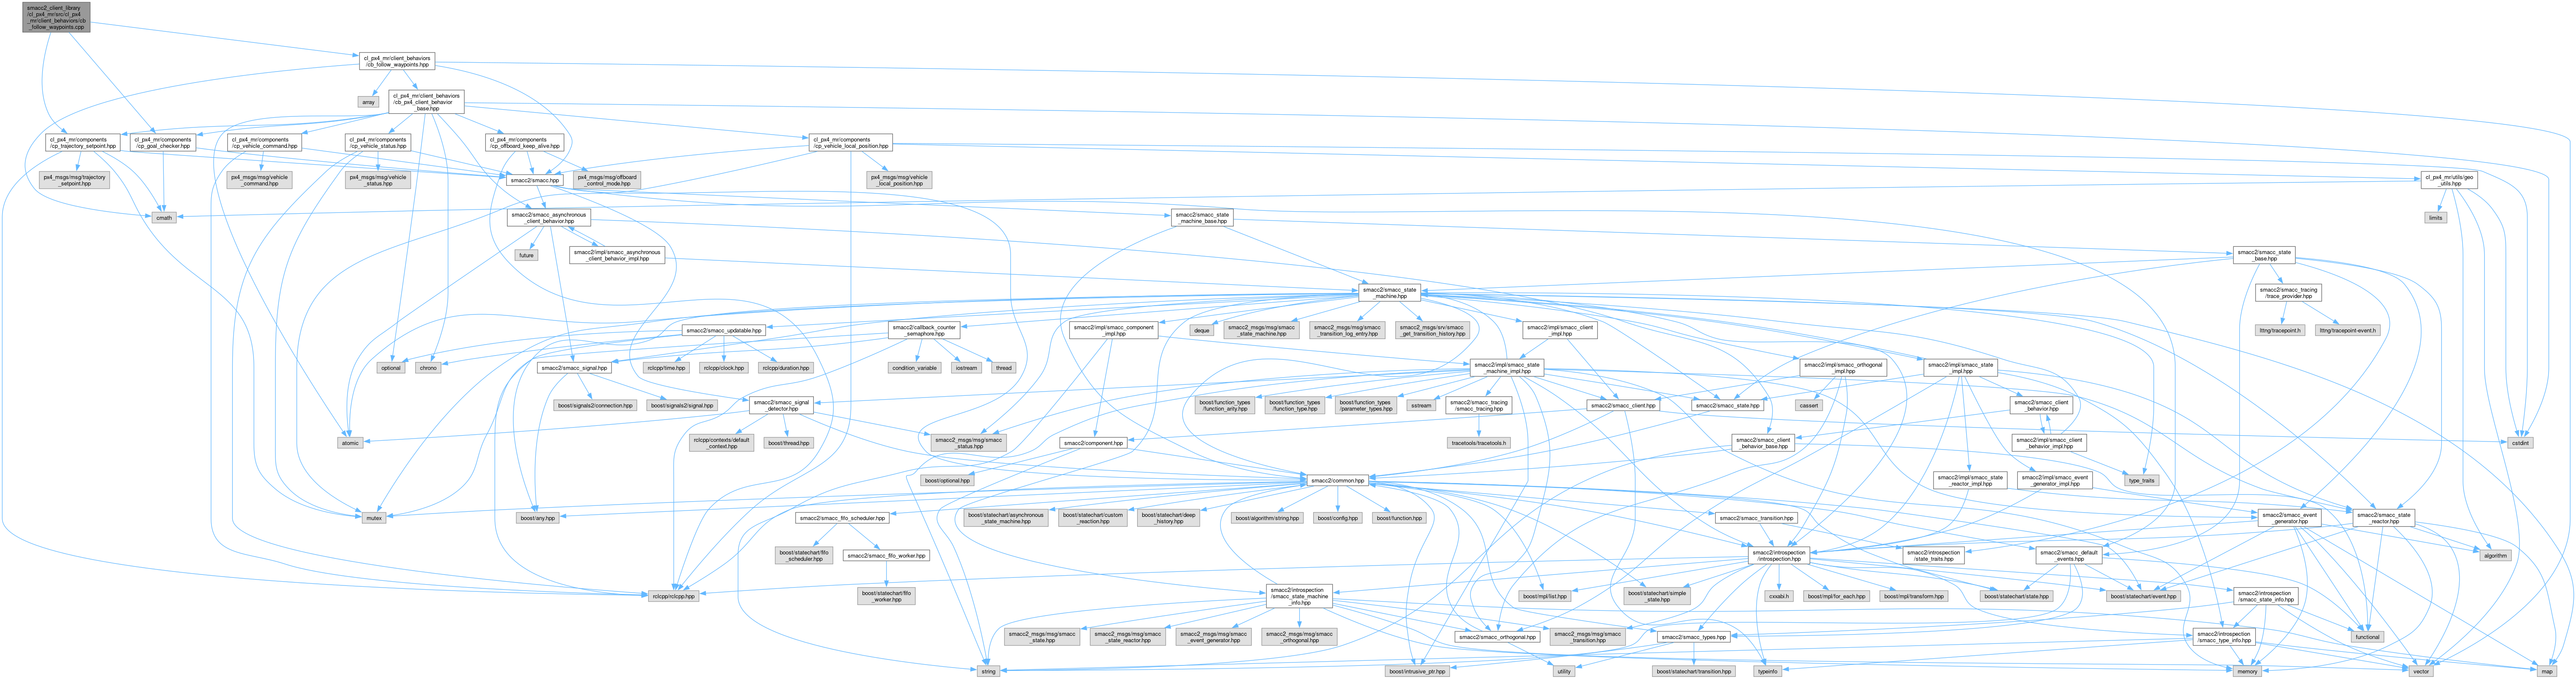 smacc2_client_library
/cl_px4_mr/src/cl_px4
_mr/client_behaviors/cb
_follow_waypoints.cpp
cl_px4_mr/client_behaviors
/cb_follow_waypoints.hpp
array
cl_px4_mr/client_behaviors
/cb_px4_client_behavior
_base.hpp
cl_px4_mr/components
/cp_trajectory_setpoint.hpp
cl_px4_mr/components
/cp_goal_checker.hpp
cl_px4_mr/components
/cp_vehicle_command.hpp
cl_px4_mr/components
/cp_vehicle_status.hpp
cl_px4_mr/components
/cp_offboard_keep_alive.hpp
cl_px4_mr/components
/cp_vehicle_local_position.hpp
px4_msgs/msg/trajectory
_setpoint.hpp
px4_msgs/msg/vehicle
_command.hpp
px4_msgs/msg/vehicle
_status.hpp
smacc2/smacc.hpp
px4_msgs/msg/offboard
_control_mode.hpp
px4_msgs/msg/vehicle
_local_position.hpp
cl_px4_mr/utils/geo
_utils.hpp
cmath
smacc2/smacc_asynchronous
_client_behavior.hpp
smacc2/smacc_state
_machine_base.hpp
limits
future
smacc2/impl/smacc_asynchronous
_client_behavior_impl.hpp
smacc2/smacc_state
_base.hpp
smacc2/smacc_state
_machine.hpp
smacc2/smacc_tracing
/trace_provider.hpp
smacc2/smacc_updatable.hpp
smacc2/callback_counter
_semaphore.hpp
smacc2/impl/smacc_component
_impl.hpp
deque
smacc2_msgs/msg/smacc
_state_machine.hpp
smacc2_msgs/msg/smacc
_transition_log_entry.hpp
smacc2_msgs/srv/smacc
_get_transition_history.hpp
smacc2/impl/smacc_client
_impl.hpp
lttng/tracepoint.h
lttng/tracepoint-event.h
optional
chrono
smacc2/smacc_signal.hpp
rclcpp/time.hpp
rclcpp/clock.hpp
rclcpp/duration.hpp
condition_variable
iostream
thread
smacc2/impl/smacc_state
_machine_impl.hpp
smacc2/impl/smacc_orthogonal
_impl.hpp
smacc2/impl/smacc_state
_impl.hpp
boost/signals2/connection.hpp
boost/signals2/signal.hpp
smacc2/smacc_signal
_detector.hpp
boost/function_types
/function_arity.hpp
boost/function_types
/function_type.hpp
boost/function_types
/parameter_types.hpp
sstream
smacc2/smacc_tracing
/smacc_tracing.hpp
smacc2/smacc_client.hpp
smacc2/smacc_state.hpp
cassert
smacc2/smacc_client
_behavior.hpp
atomic
rclcpp/contexts/default
_context.hpp
boost/thread.hpp
smacc2_msgs/msg/smacc
_status.hpp
smacc2/component.hpp
tracetools/tracetools.h
smacc2/smacc_client
_behavior_base.hpp
smacc2/impl/smacc_client
_behavior_impl.hpp
cstdint
boost/optional.hpp
smacc2/common.hpp
smacc2/impl/smacc_state
_reactor_impl.hpp
smacc2/impl/smacc_event
_generator_impl.hpp
type_traits
mutex
boost/any.hpp
smacc2/smacc_fifo_scheduler.hpp
boost/statechart/asynchronous
_state_machine.hpp
boost/statechart/custom
_reaction.hpp
boost/statechart/deep
_history.hpp
boost/algorithm/string.hpp
boost/config.hpp
boost/function.hpp
smacc2/smacc_transition.hpp
smacc2/smacc_event
_generator.hpp
smacc2/smacc_state
_reactor.hpp
boost/statechart/fifo
_scheduler.hpp
smacc2/smacc_fifo_worker.hpp
smacc2/introspection
/introspection.hpp
smacc2/introspection
/state_traits.hpp
smacc2/smacc_default
_events.hpp
algorithm
rclcpp/rclcpp.hpp
boost/statechart/fifo
_worker.hpp
smacc2/introspection
/smacc_state_machine
_info.hpp
boost/mpl/list.hpp
boost/statechart/simple
_state.hpp
cxxabi.h
boost/mpl/for_each.hpp
boost/mpl/transform.hpp
boost/statechart/state.hpp
boost/statechart/event.hpp
smacc2/introspection
/smacc_state_info.hpp
smacc2_msgs/msg/smacc
_state.hpp
smacc2_msgs/msg/smacc
_state_reactor.hpp
smacc2_msgs/msg/smacc
_event_generator.hpp
smacc2_msgs/msg/smacc
_orthogonal.hpp
smacc2/smacc_orthogonal.hpp
smacc2_msgs/msg/smacc
_transition.hpp
smacc2/smacc_types.hpp
smacc2/introspection
/smacc_type_info.hpp
functional
string
boost/intrusive_ptr.hpp
utility
boost/statechart/transition.hpp
typeinfo
memory
vector
map